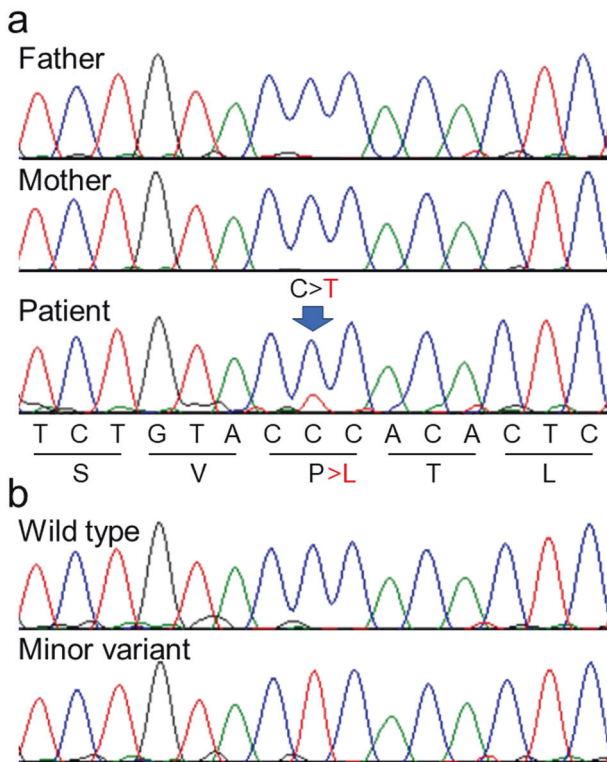 a
Father
Mother
C>T
Patient
T C T G T A C C C A C A C T C
S V P>L T L
b
Wild type
Minor variant